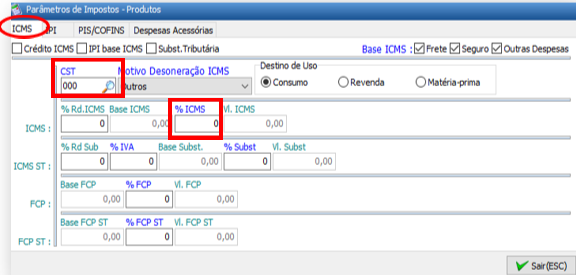 Parâmetros de Impostos - Produtos
ICMS IPI PIS/COFINS Despesas Acessórias
Crédito ICMS IPI base ICMS Subst.Tributária Base ICMS : Frete Seguro Outras Despesas
CST Motivo Desoneração ICMS Destino de Uso
000 Outros Consumo Revenda Matéria-prima
% Rd.ICMS Base ICMS % ICMS Vl. ICMS
ICMS : 0 0,00 0 0,00
% Rd Sub % IVA Base Subst. % Subst Vl. Subst
ICMS ST : 0 0 0,00 0 0,00
Base FCP % FCP Vl. FCP
FCP : 0,00 0 0,00
Base FCP ST % FCP ST Vl. FCP ST
FCP ST : 0,00 0 0,00
Sair(ESC)